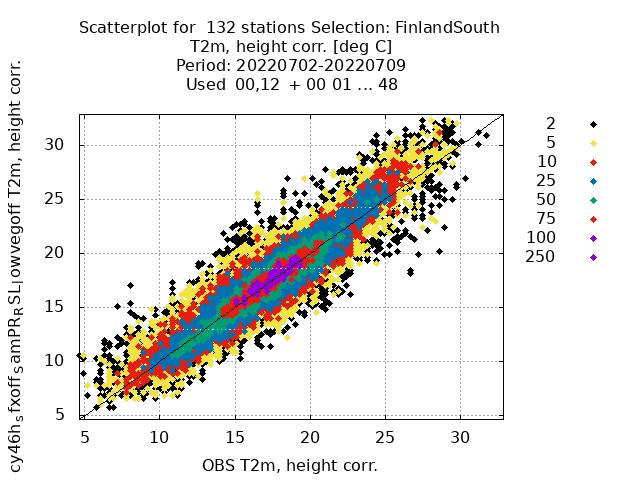 Scatterplot for  132 stations Selection: FinlandSouth
T2m, height corr. [deg C]
Period: 20220702-20220709
Used  00,12  + 00 01 ... 48
cy46h_sfxoff_samPR_RSL_lowvegoff T2m, height corr.
30
25
20
15
10
5
5 10 15 20 25 30
OBS T2m, height corr.
2
5
10
25
50
75
100
250